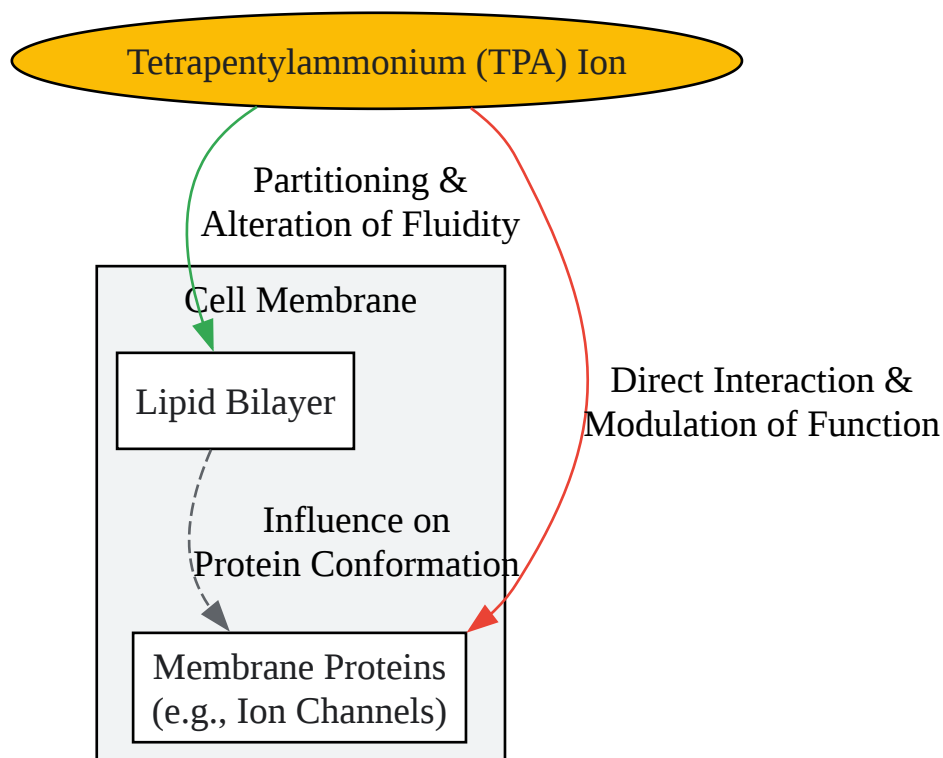 Tetrapentylammonium (TPA) Ion
Partitioning &
Alteration of Fluidity
Cell Membrane
Lipid Bilayer
Direct Interaction &
Modulation of Function
Influence on
Protein Conformation
Membrane Proteins
(e.g., Ion Channels)